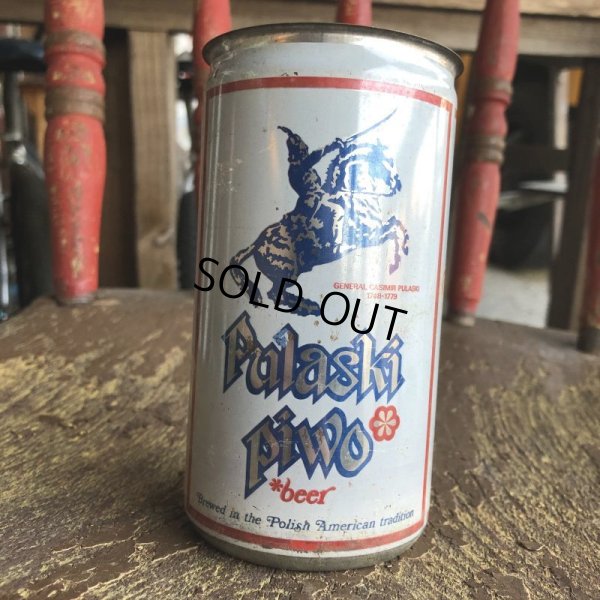 GENERAL CASIMIR PULASKI
1748-1779
SOLD OUT
Pulaski
piwo
*beer
Brewed in the Polish American tradition